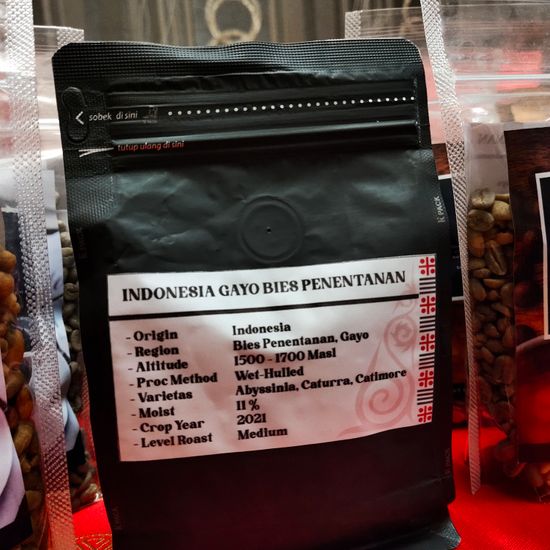 sobek di sini
tutup ulang di sini
INDONESIA GAYO BIES PENENTANAN
- Origin Indonesia
- Region Bies Penentanan, Gayo
- Altitude 1500 - 1700 Masl
- Proc Method Wet-Hulled
- Varietas Abyssinia, Caturra, Catimore
- Moist 11 %
- Crop Year 2021
- Level Roast Medium